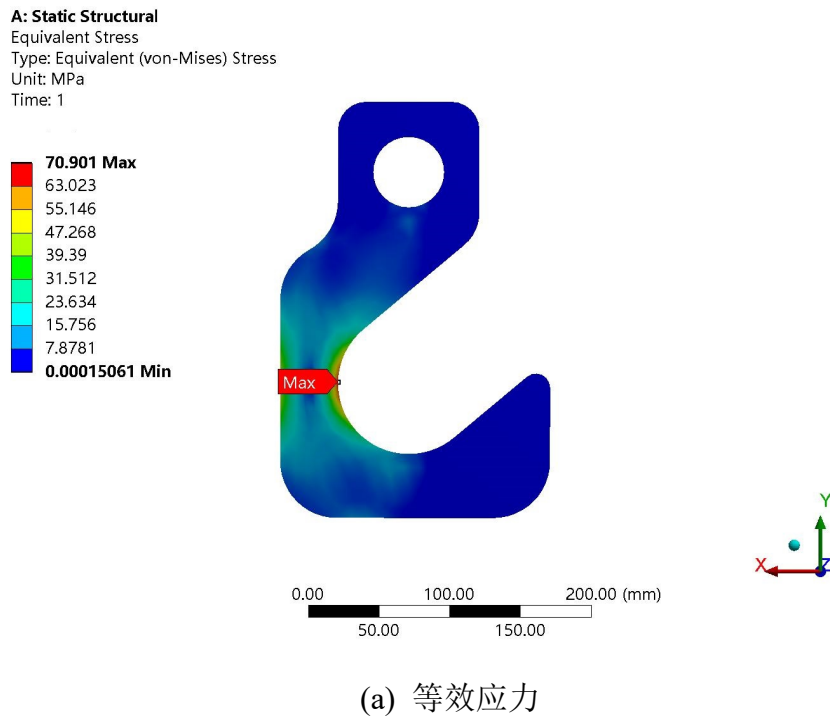 A: Static Structural
Equivalent Stress
Type: Equivalent (von-Mises) Stress
Unit: MPa
Time: 1
70.901 Max
63.023
55.146
47.268
39.39
31.512
23.634
15.756
7.8781
0.00015061 Min
Max
Y
X
Z
0.00 100.00 200.00 (mm)
50.00 150.00
(a) 等效应力